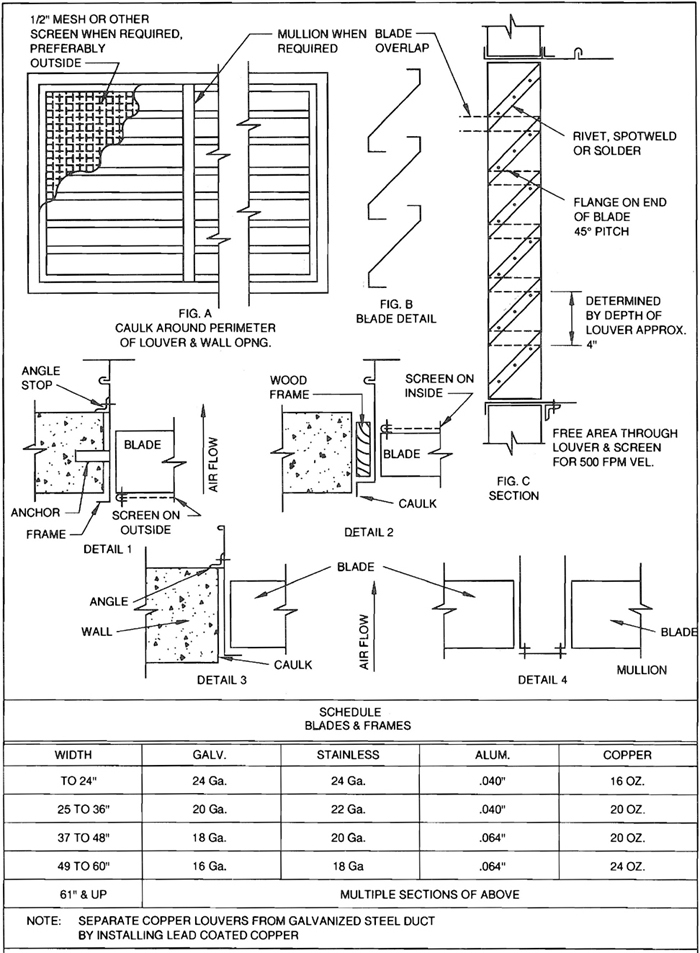 1/2" MESH OR OTHER
SCREEN WHEN REQUIRED,
PREFERABLY
OUTSIDE
MULLION WHEN
REQUIRED
BLADE
OVERLAP
RIVET, SPOTWELD
OR SOLDER
FLANGE ON END
OF BLADE
45° PITCH
FIG. A
CAULK AROUND PERIMETER
OF LOUVER & WALL OPNG.
FIG. B
BLADE DETAIL
DETERMINED
BY DEPTH OF
LOUVER APPROX.
4"
FREE AREA THROUGH
LOUVER & SCREEN
FOR 500 FPM VEL.
FIG. C
SECTION
ANGLE
STOP
BLADE
AIR FLOW
ANCHOR
FRAME
SCREEN ON
OUTSIDE
DETAIL 1
WOOD
FRAME
SCREEN ON
INSIDE
BLADE
CAULK
DETAIL 2
ANGLE
WALL
BLADE
CAULK
AIR FLOW
DETAIL 3
BLADE
MULLION
DETAIL 4
SCHEDULE
BLADES & FRAMES
WIDTH GALV. STAINLESS ALUM. COPPER
TO 24" 24 Ga. 24 Ga. .040" 16 OZ.
25 TO 36" 20 Ga. 22 Ga. .040" 20 OZ.
37 TO 48" 18 Ga. 20 Ga. .064" 20 OZ.
49 TO 60" 16 Ga. 18 Ga .064" 24 OZ.
61" & UP MULTIPLE SECTIONS OF ABOVE
NOTE: SEPARATE COPPER LOUVERS FROM GALVANIZED STEEL DUCT
BY INSTALLING LEAD COATED COPPER